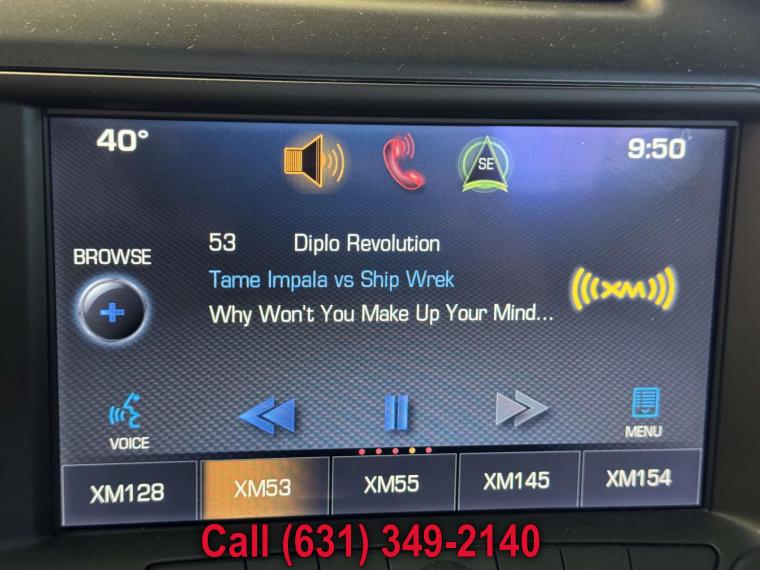 40°
9:50
SE
BROWSE
53 Diplo Revolution
Tame Impala vs Ship Wrek
Why Won't You Make Up Your Mind...
XM
VOICE
MENU
XM128 XM53 XM55 XM145 XM154
Call (631) 349-2140